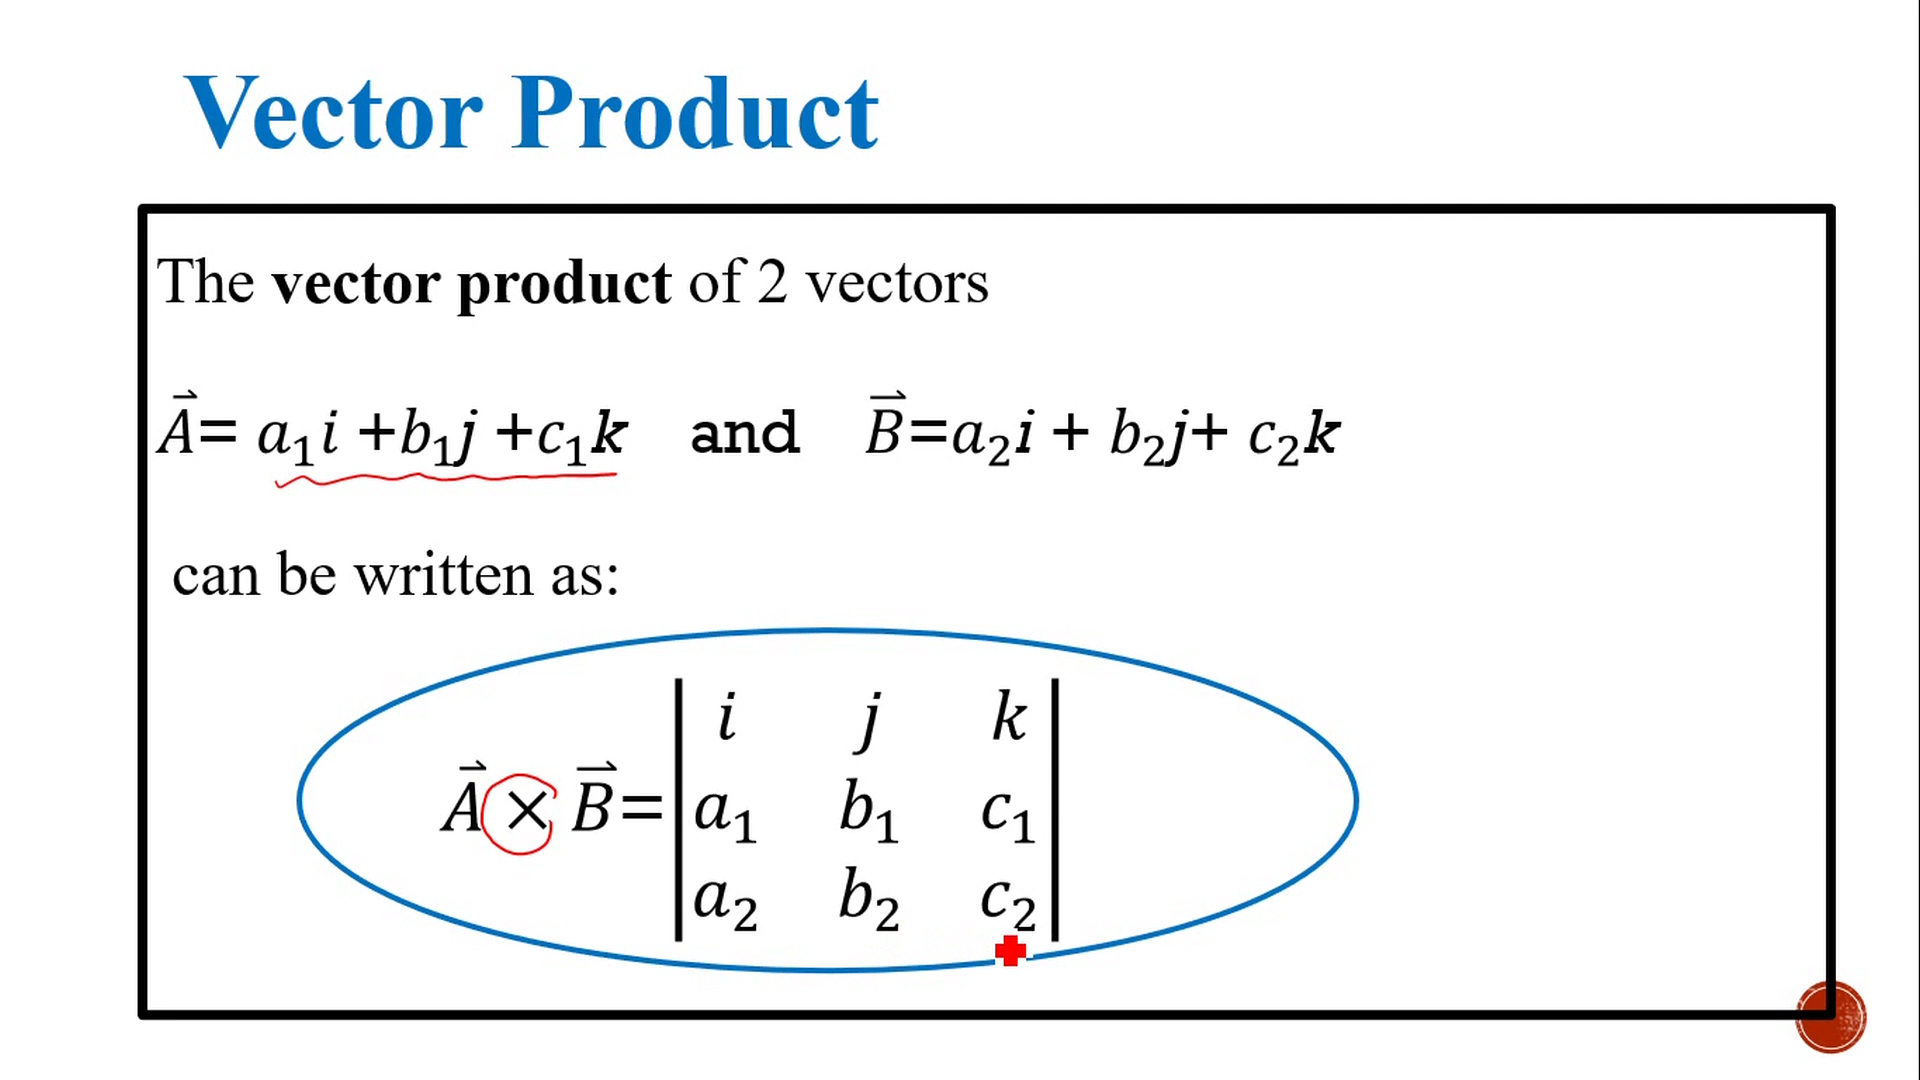 Vector Product
The vector product of 2 vectors
A⃗= a₁i +b₁j +c₁k and B⃗=a₂i + b₂j+ c₂k
can be written as:
i j k
A⃗ × B⃗= a₁ b₁ c₁
a₂ b₂ c₂